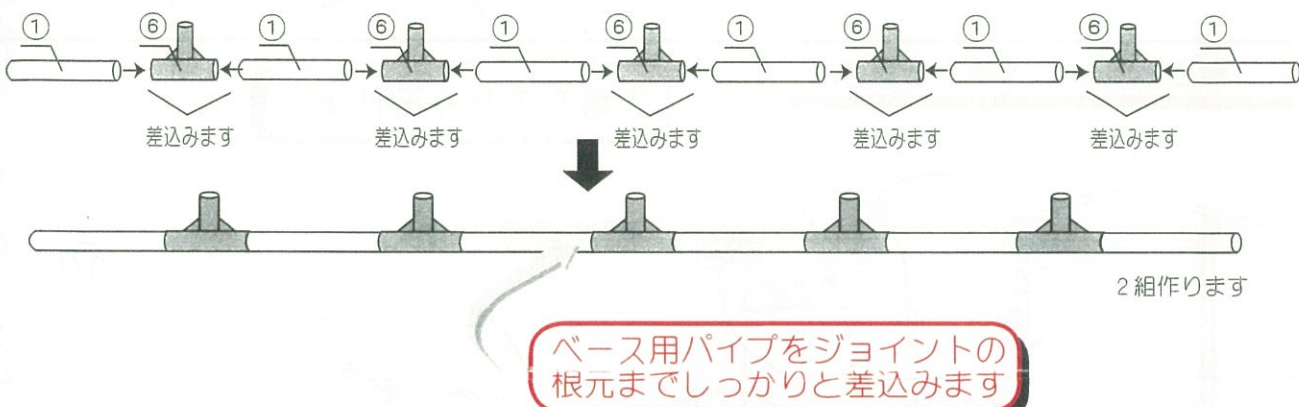 ① ⑥ ① ⑥ ① ⑥ ① ⑥ ① ⑥ ①
差込みます 差込みます 差込みます 差込みます 差込みます
2組作ります
ベース用パイプをジョイントの
根元までしっかりと差込みます